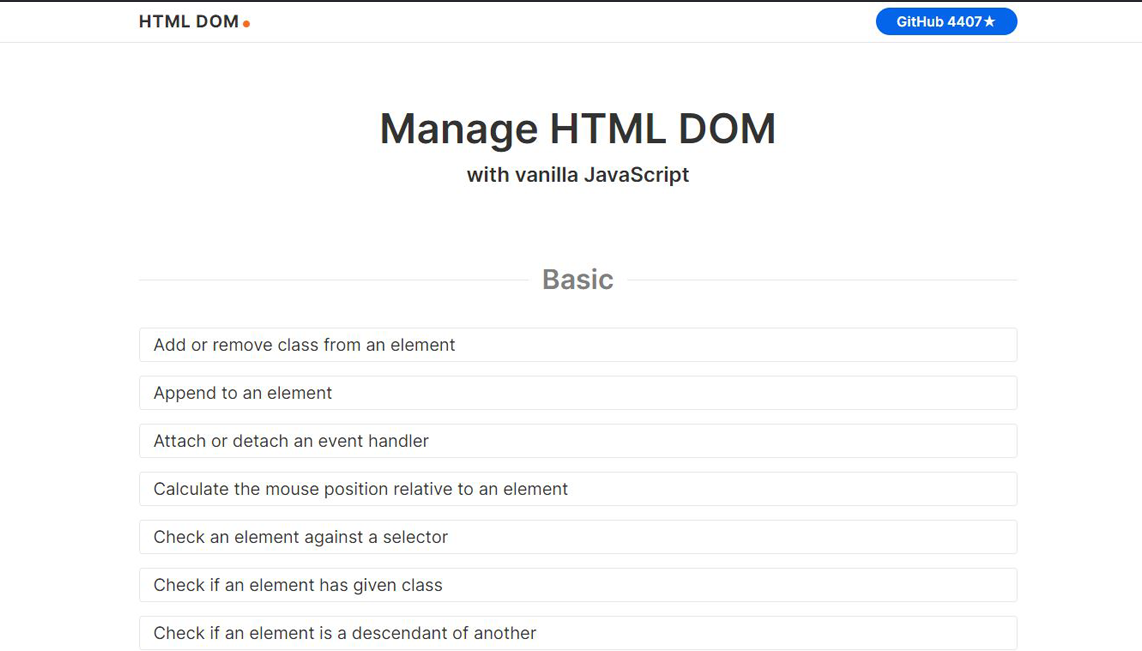 HTML DOM
GitHub 4407★
Manage HTML DOM
with vanilla JavaScript
Basic
Add or remove class from an element
Append to an element
Attach or detach an event handler
Calculate the mouse position relative to an element
Check an element against a selector
Check if an element has given class
Check if an element is a descendant of another